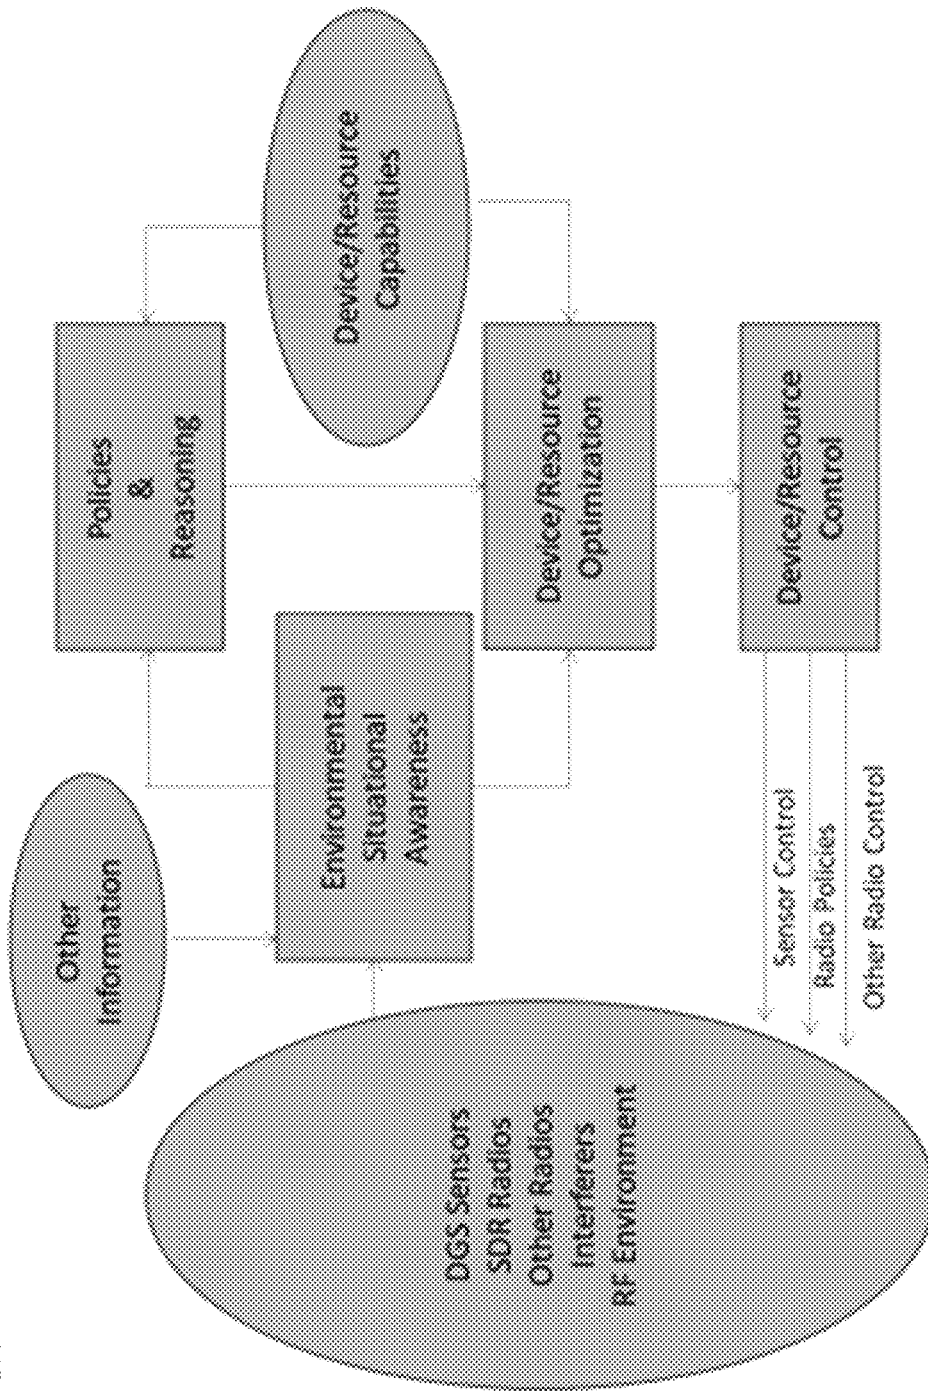 Other
Information
Policies
&
Reasoning
Environmental
Situational
Awareness
Device/Resource
Capabilities
DGS Sensors
SDR Radios
Other Radios
Interferers
RF Environment
Device/Resource
Optimization
Sensor Control
Radio Policies
Other Radio Control
Device/Resource
Control